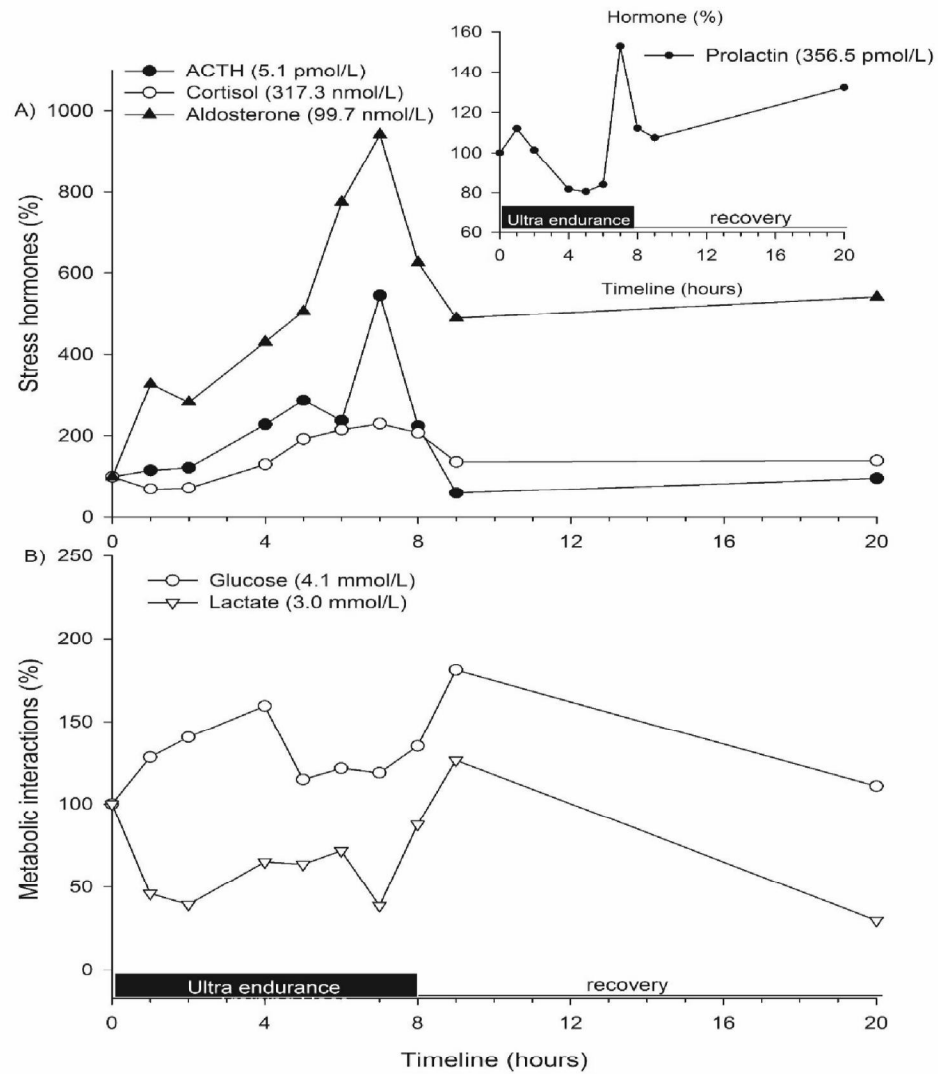 Hormone (%)
160
140
120
100
80
60
Prolactin (356.5 pmol/L)
Ultra endurance
recovery
0 4 8 12 16 20
Timeline (hours)
A)
ACTH (5.1 pmol/L)
Cortisol (317.3 nmol/L)
Aldosterone (99.7 nmol/L)
Stress hormones (%)
1000
800
600
400
200
0
0 4 8 12 16 20
B)
Glucose (4.1 mmol/L)
Lactate (3.0 mmol/L)
Metabolic interactions (%)
250
200
150
100
50
0
Ultra endurance
recovery
0 4 8 12 16 20
Timeline (hours)